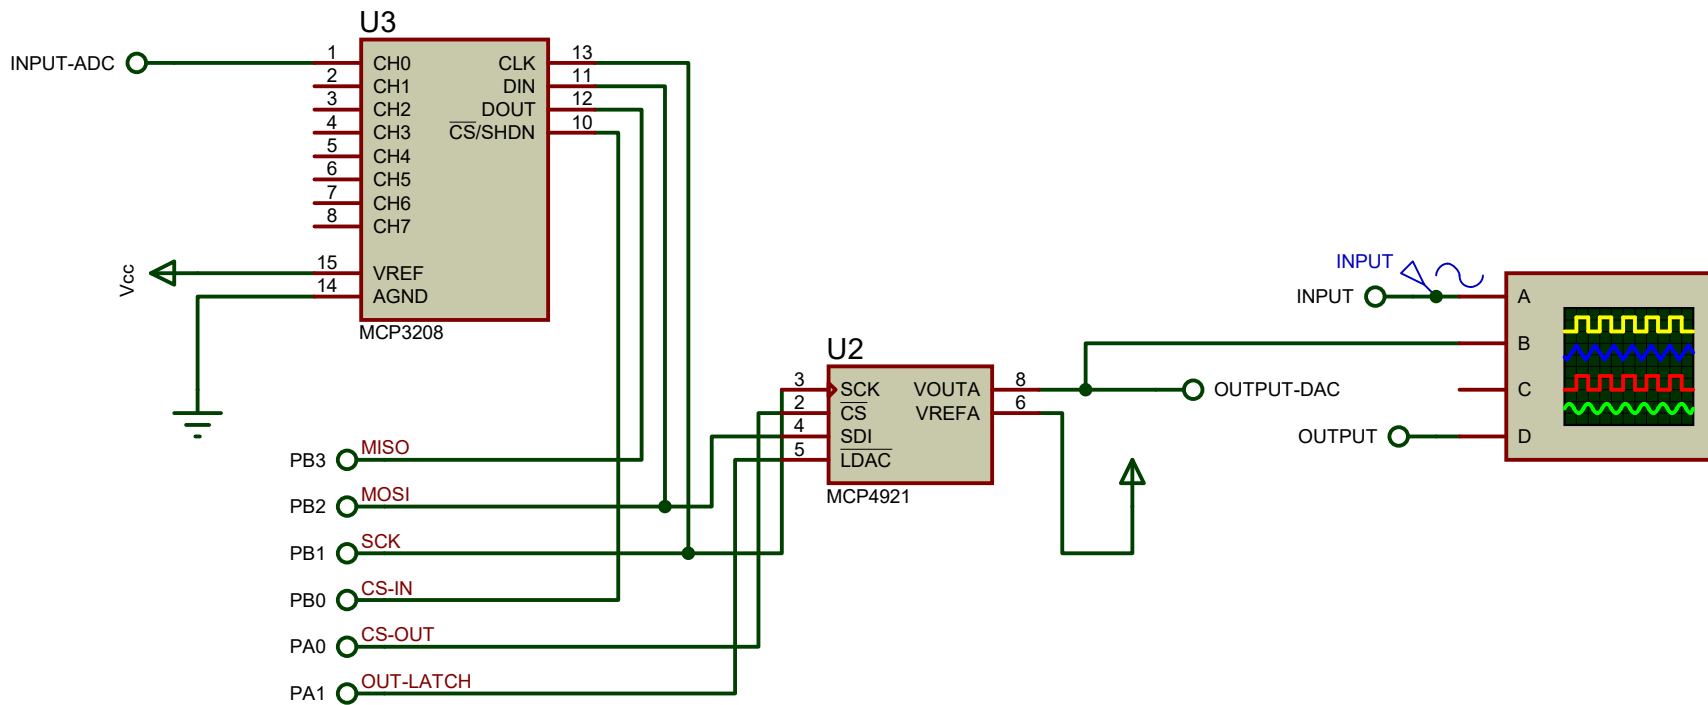 U3
INPUT-ADC
1 CH0 CLK 13
2 CH1 DIN 11
3 CH2 DOUT 12
4 CH3 CS/SHDN 10
5 CH4
6 CH5
7 CH6
8 CH7
Vcc
15 VREF
14 AGND
MCP3208
INPUT
INPUT
A
B
C
OUTPUT
D
U2
3 SCK VOUTA 8
2 CS VREFA 6
4 SDI
5 LDAC
MCP4921
OUTPUT-DAC
PB3 MISO
PB2 MOSI
PB1 SCK
PB0 CS-IN
PA0 CS-OUT
PA1 OUT-LATCH